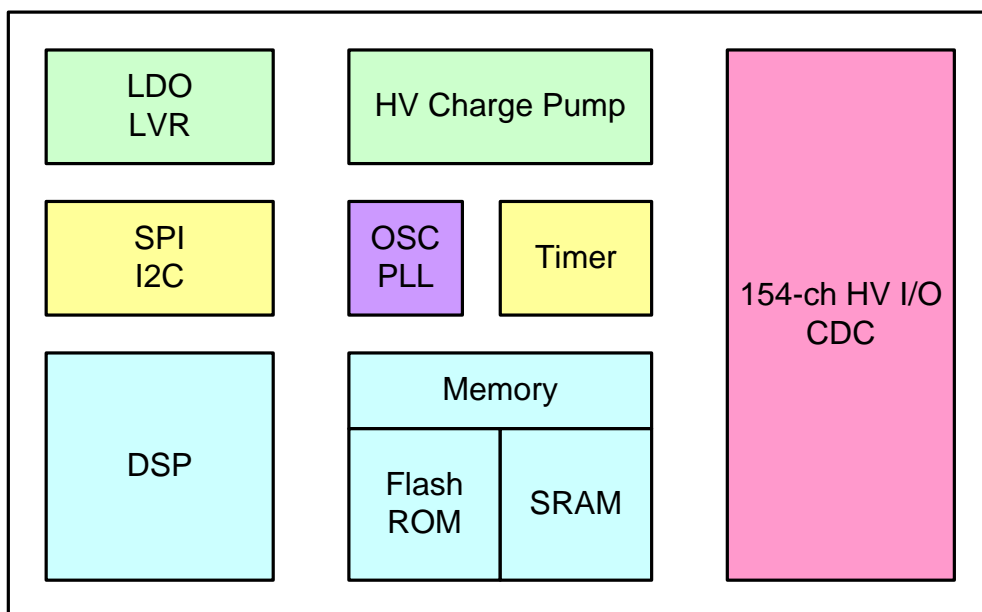 LDO
LVR
HV Charge Pump
SPI
I2C
OSC
PLL
Timer
154-ch HV I/O
CDC
DSP
Memory
Flash
ROM
SRAM